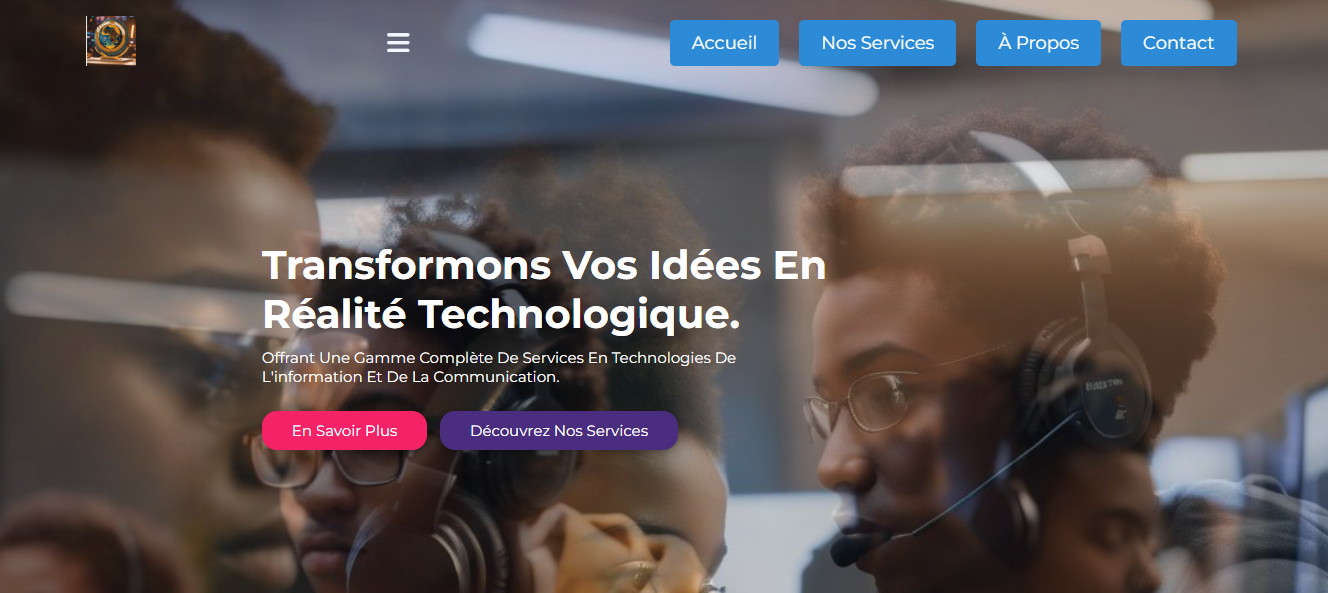 Accueil
Nos Services
À Propos
Contact
Transformons Vos Idées En
Réalité Technologique.
Offrant Une Gamme Complète De Services En Technologies De
L'information Et De La Communication.
En Savoir Plus
Découvrez Nos Services